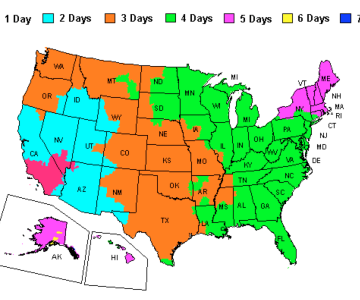 1 Day 2 Days 3 Days 4 Days 5 Days 6 Days 7
WA
MT
ND
MN
MI
VT
ME
OR
ID
SD
WI
NY
NH
MA
WY
MI
RI
CT
NV
NE
IA
PA
NJ
CA
UT
CO
IL
IN
OH
MD
KS
MO
WV
VA
DE
KY
AZ
NM
OK
AR
TN
NC
SC
TX
LA
MS
AL
GA
FL
AK
HI